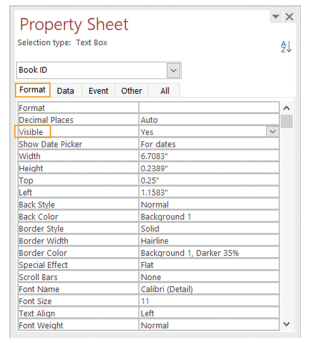 Property Sheet
Selection type: Text Box
Book ID
Format Data Event Other All
Format
Decimal Places Auto
Visible Yes
Show Date Picker For dates
Width 6.7083"
Height 0.2389"
Top 0.25"
Left 1.1583"
Back Style Normal
Back Color Background 1
Border Style Solid
Border Width Hairline
Border Color Background 1, Darker 35%
Special Effect Flat
Scroll Bars None
Font Name Calibri (Detail)
Font Size 11
Text Align Left
Font Weight Normal